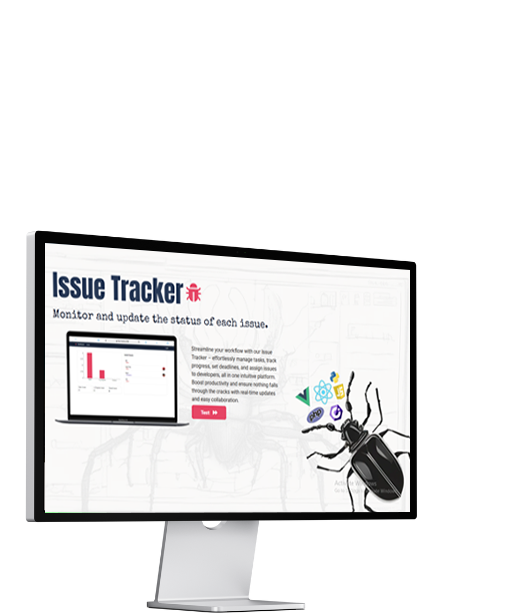 Issue Tracker
Monitor and update the status of each issue.
Streamline your workflow with our Issue
Tracker – effortlessly manage tasks, track
progress, set deadlines, and assign issues
to developers, all in one intuitive platform.
Boost productivity and ensure nothing falls
through the cracks with real-time updates
and easy collaboration.
Test
php
JS